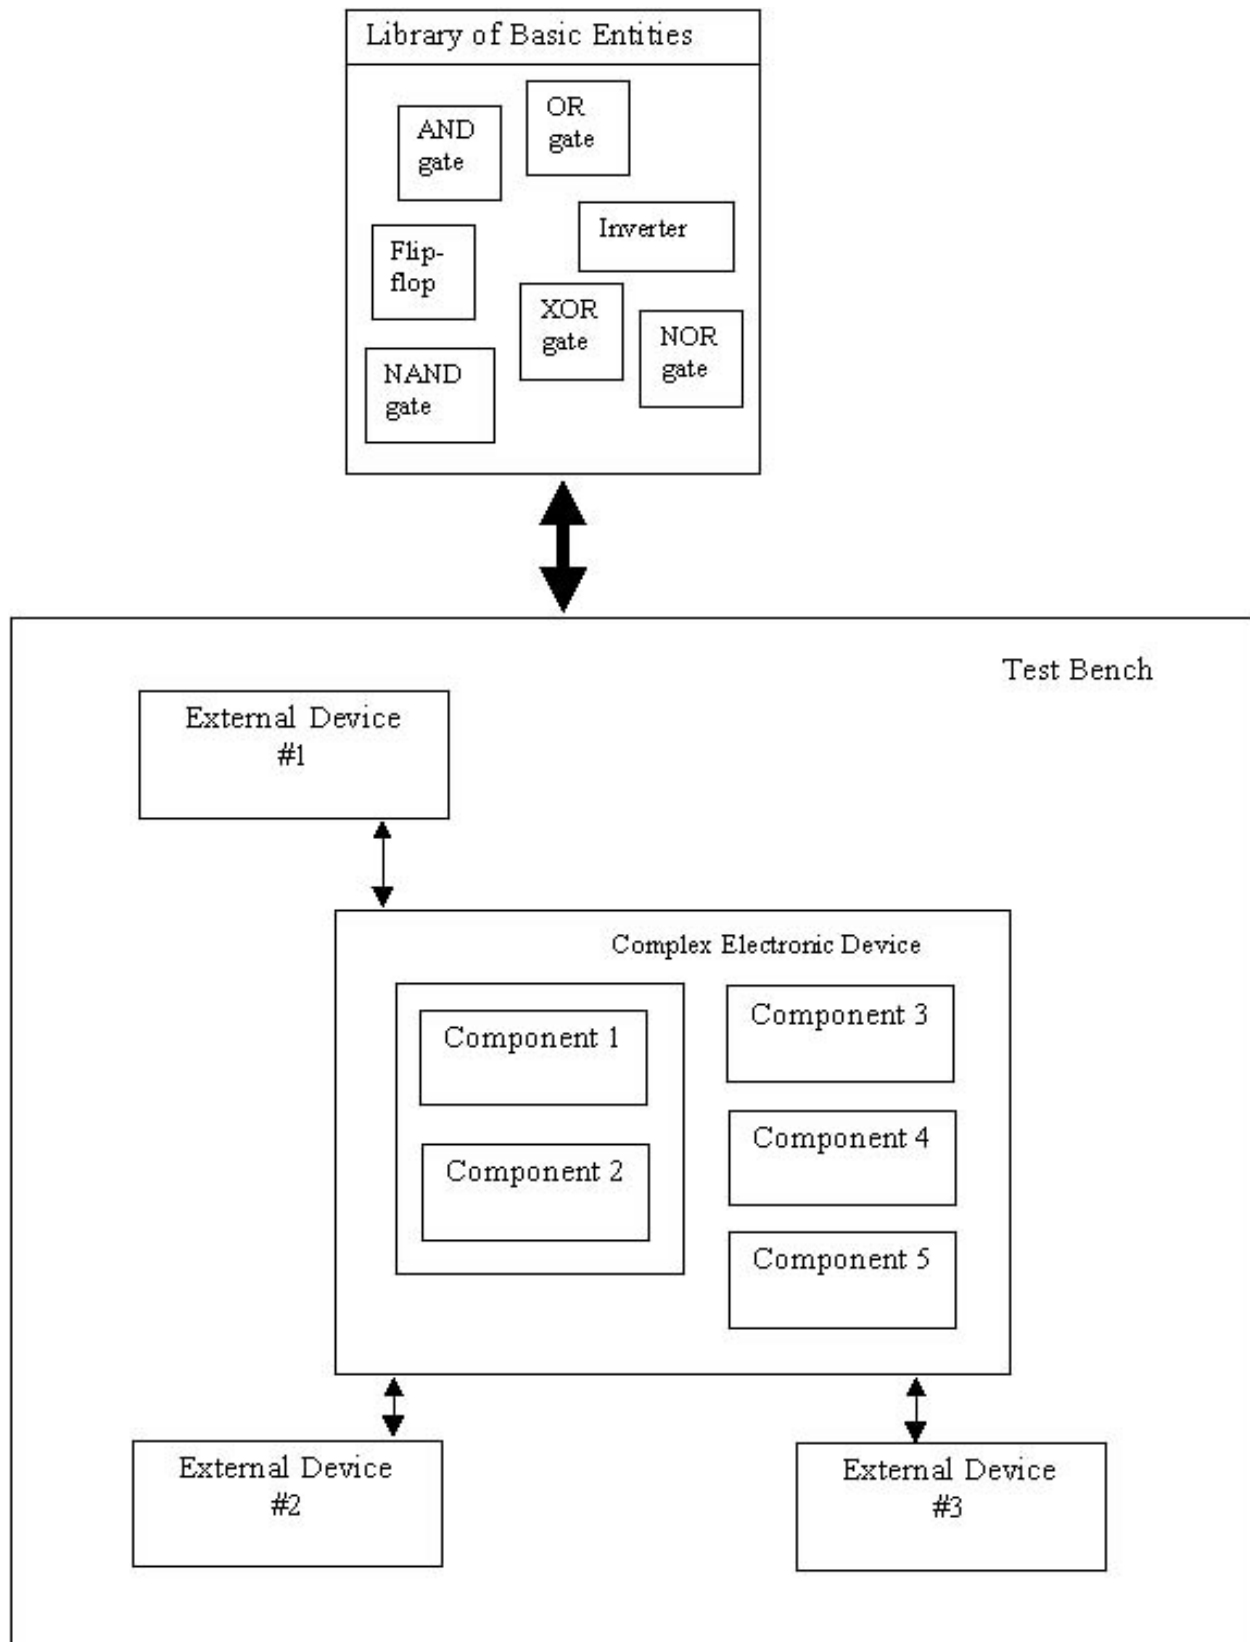 Library of Basic Entities
OR
gate
AND
gate
Inverter
Flip-
flop
XOR
gate
NOR
gate
NAND
gate
Test Bench
External Device
#1
Complex Electronic Device
Component 1
Component 3
Component 2
Component 4
Component 5
External Device
#2
External Device
#3